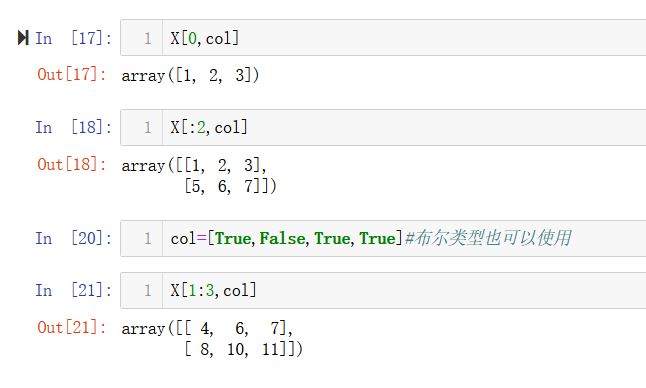 In [17]: 1 X[0,col]
Out[17]: array([1, 2, 3])
In [18]: 1 X[:2,col]
Out[18]: array([[1, 2, 3],
[5, 6, 7]])
In [20]: 1 col=[True,False,True,True]#布尔类型也可以使用
In [21]: 1 X[1:3,col]
Out[21]: array([[ 4, 6, 7],
[ 8, 10, 11]])